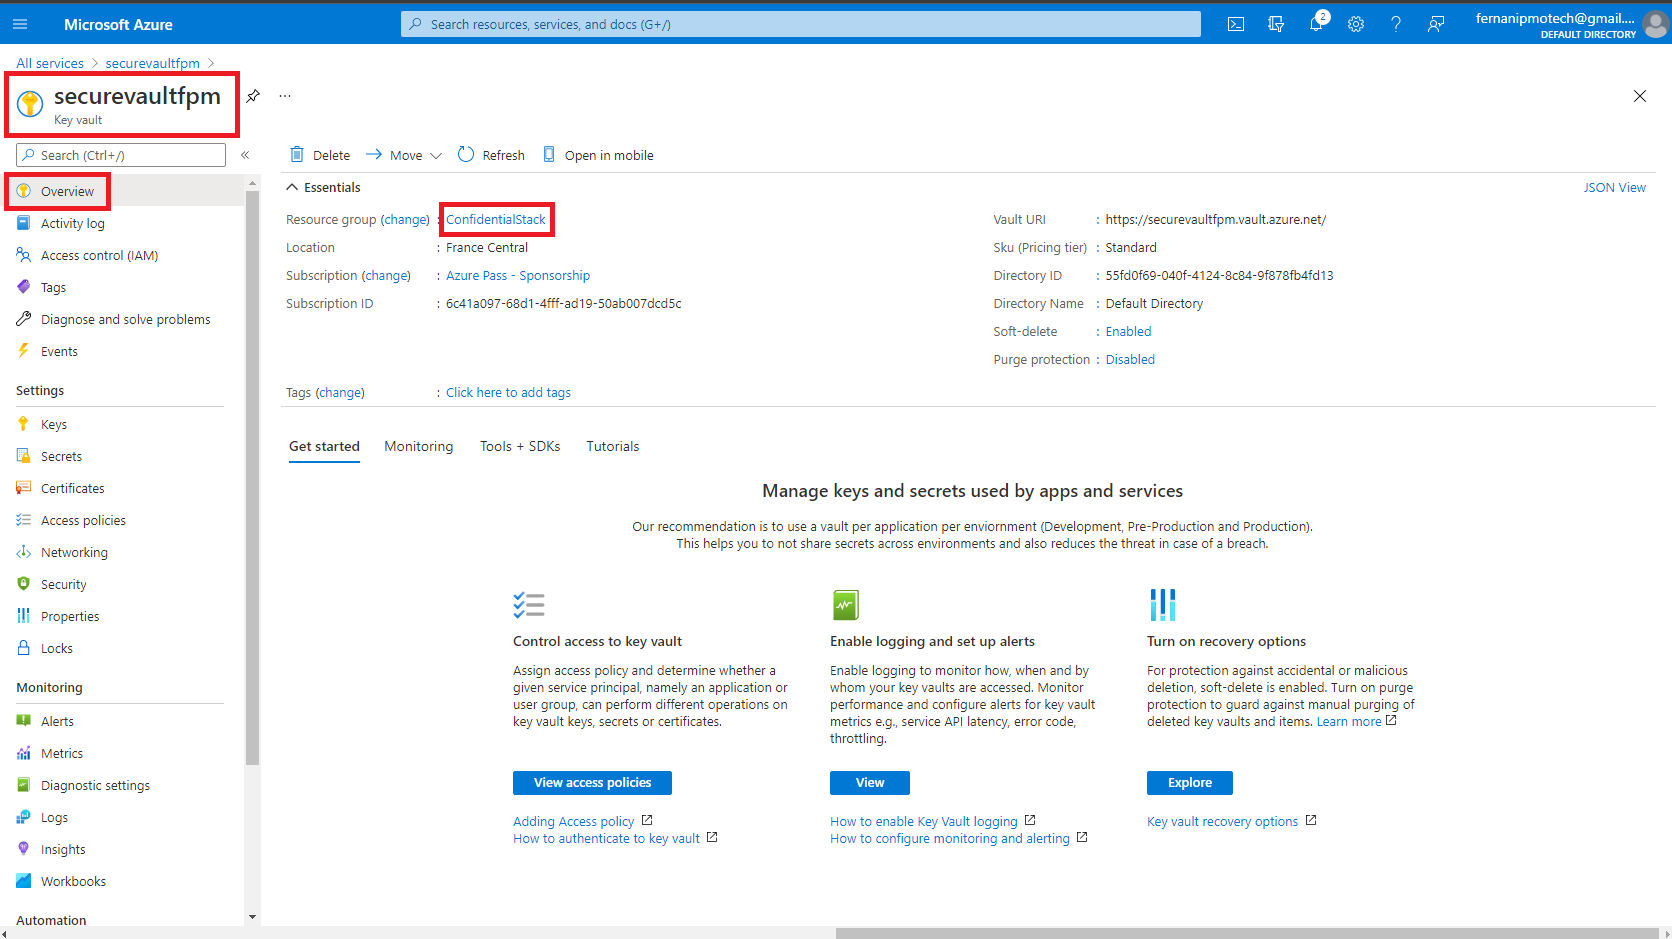 Microsoft Azure
Search resources, services, and docs (G+/)
2
fernanipmotech@gmail....
DEFAULT DIRECTORY
All services > securevaultfpm >
securevaultfpm
Key vault
...
Search (Ctrl+/)
«
Delete
Move
Refresh
Open in mobile
Overview
Activity log
Access control (IAM)
Tags
Diagnose and solve problems
Events
Settings
Keys
Secrets
Certificates
Access policies
Networking
Security
Properties
Locks
Monitoring
Alerts
Metrics
Diagnostic settings
Logs
Insights
Workbooks
Automation
Essentials
JSON View
Resource group (change) : ConfidentialStack
Location : France Central
Subscription (change) : Azure Pass - Sponsorship
Subscription ID : 6c41a097-68d1-4fff-ad19-50ab007dcd5c
Vault URI : https://securevaultfpm.vault.azure.net/
Sku (Pricing tier) : Standard
Directory ID : 55fd0f69-040f-4124-8c84-9f878fb4fd13
Directory Name : Default Directory
Soft-delete : Enabled
Purge protection : Disabled
Tags (change) : Click here to add tags
Get started
Monitoring
Tools + SDKs
Tutorials
Manage keys and secrets used by apps and services
Our recommendation is to use a vault per application per enviornment (Development, Pre-Production and Production).
This helps you to not share secrets across environments and also reduces the threat in case of a breach.
Control access to key vault
Assign access policy and determine whether a
given service principal, namely an application or
user group, can perform different operations on
key vault keys, secrets or certificates.
View access policies
Adding Access policy
How to authenticate to key vault
Enable logging and set up alerts
Enable logging to monitor how, when and by
whom your key vaults are accessed. Monitor
performance and configure alerts for key vault
metrics e.g., service API latency, error code,
throttling.
View
How to enable Key Vault logging
How to configure monitoring and alerting
Turn on recovery options
For protection against accidental or malicious
deletion, soft-delete is enabled. Turn on purge
protection to guard against manual purging of
deleted key vaults and items. Learn more
Explore
Key vault recovery options